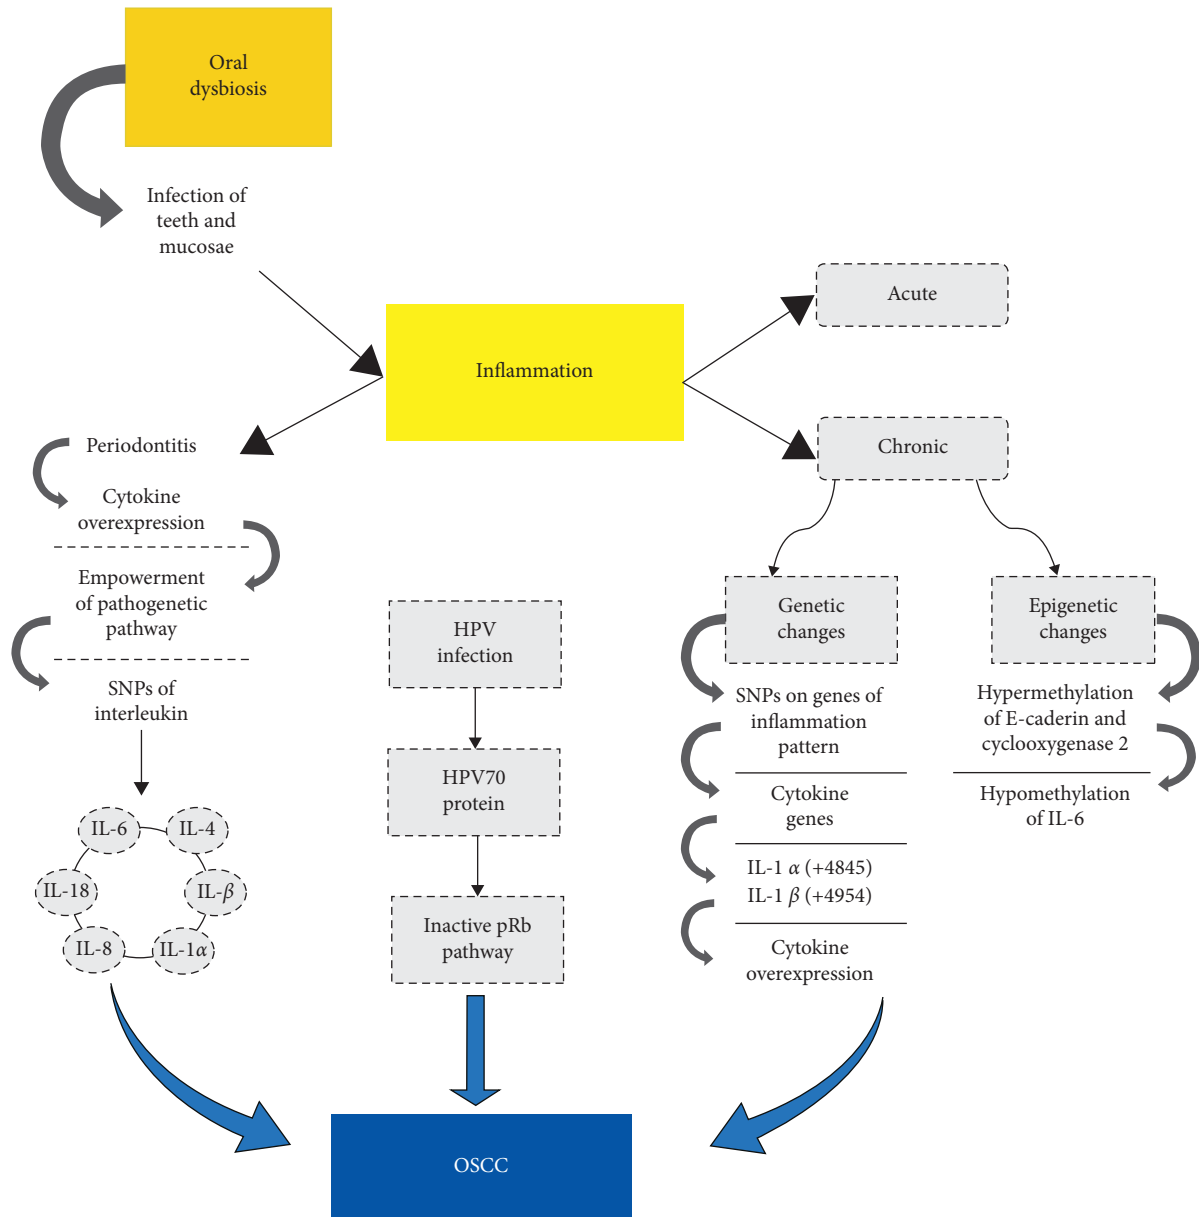 Oral
dysbiosis
Infection of
teeth and
mucosae
Inflammation
Acute
Chronic
Periodontitis
Cytokine
overexpression
Empowerment
of pathogenetic
pathway
SNPs of
interleukin
IL-6
IL-4
IL-18
IL-β
IL-8
IL-1α
HPV
infection
HPV70
protein
Inactive pRb
pathway
Genetic
changes
SNPs on genes of
inflammation
pattern
Cytokine
genes
IL-1 α (+4845)
IL-1 β (+4954)
Cytokine
overexpression
Epigenetic
changes
Hypermethylation
of E-caderin and
cyclooxygenase 2
Hypomethylation
of IL-6
OSCC